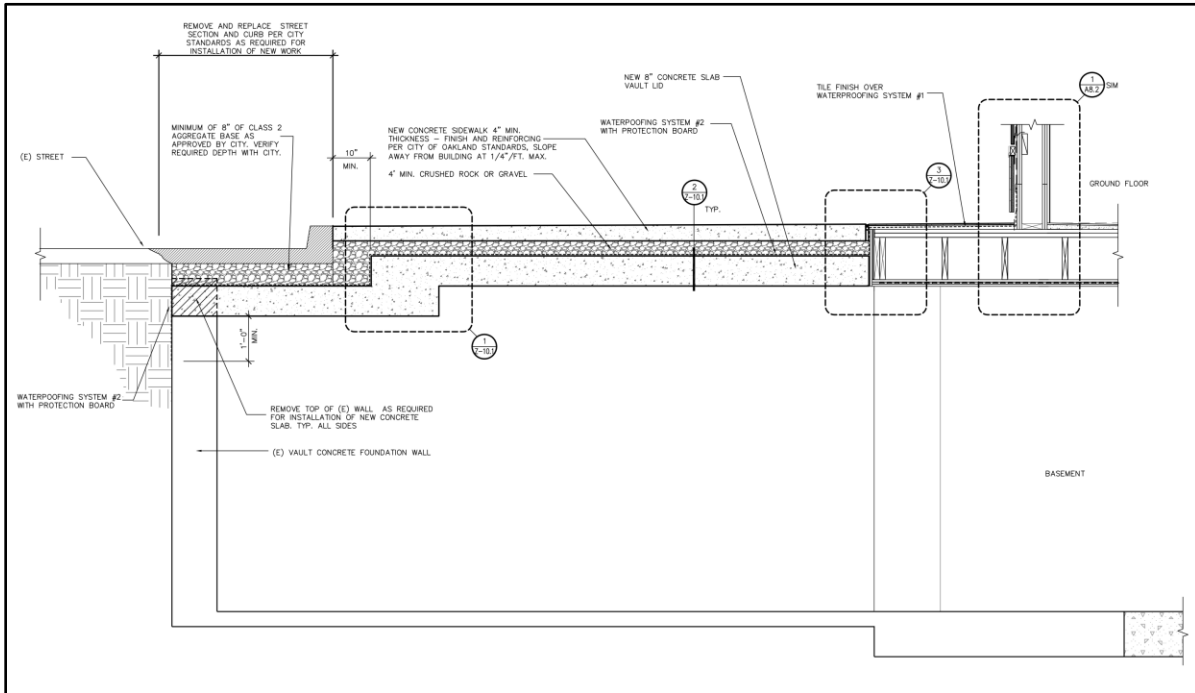 REMOVE AND REPLACE STREET
SECTION AND CURB PER CITY
STANDARDS AS REQUIRED FOR
INSTALLATION OF NEW WORK
MINIMUM OF 8" OF CLASS 2
AGGREGATE BASE AS
APPROVED BY CITY. VERIFY
REQUIRED DEPTH WITH CITY.
(E) STREET
10"
MIN.
NEW CONCRETE SIDEWALK 4" MIN.
THICKNESS – FINISH AND REINFORCING
PER CITY OF OAKLAND STANDARDS, SLOPE
AWAY FROM BUILDING AT 1/4"/FT. MAX.
4' MIN. CRUSHED ROCK OR GRAVEL
NEW 8" CONCRETE SLAB
VAULT LID
WATERPOOFING SYSTEM #2
WITH PROTECTION BOARD
2
Z-10.1
TYP.
TILE FINISH OVER
WATERPROOFING SYSTEM #1
1
A8.2
SIM
3
Z-10.1
GROUND FLOOR
1'-0"
MIN.
1
Z-10.1
WATERPOOFING SYSTEM #2
WITH PROTECTION BOARD
REMOVE TOP OF (E) WALL AS REQUIRED
FOR INSTALLATION OF NEW CONCRETE
SLAB. TYP. ALL SIDES
(E) VAULT CONCRETE FOUNDATION WALL
BASEMENT